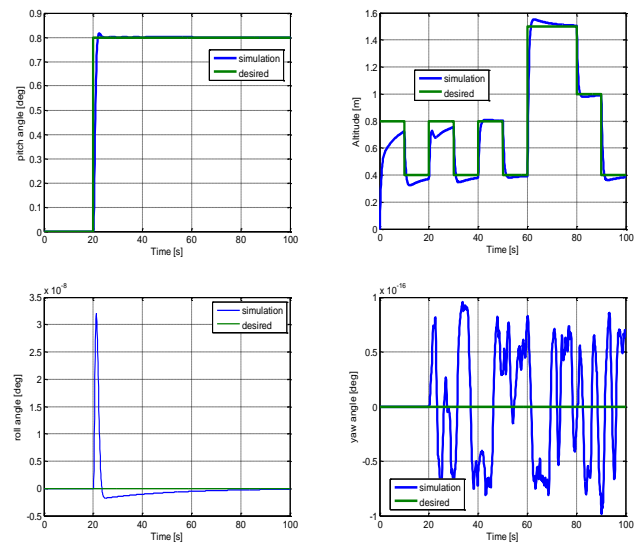 0.9
0.8
0.7
0.6
0.5
0.4
0.3
0.2
0.1
0
pitch angle [deg]
simulation
desired
0 20 40 60 80 100
Time [s]
1.6
1.4
1.2
1
0.8
0.6
0.4
0.2
0
Altitude [m]
simulation
desired
0 20 40 60 80 100
Time [s]
x 10-8
3.5
3
2.5
2
1.5
1
0.5
0
-0.5
roll angle [deg]
simulation
desired
0 20 40 60 80 100
Time [s]
x 10-16
1
0.5
0
-0.5
-1
yaw angle [deg]
simulation
desired
0 20 40 60 80 100
Time [s]